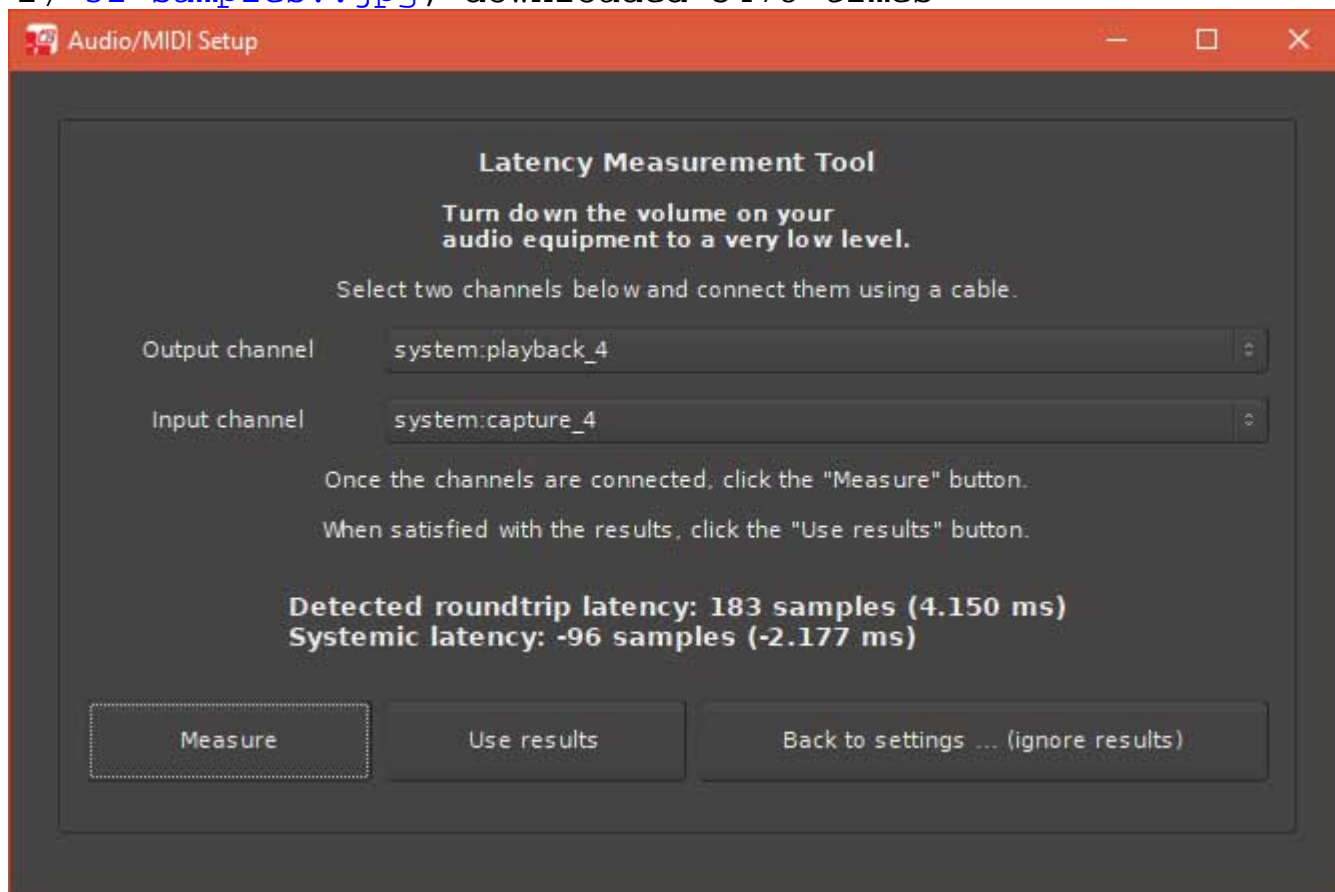 Audio/MIDI Setup
Latency Measurement Tool
Turn down the volume on your
audio equipment to a very low level.
Select two channels below and connect them using a cable.
Output channel system:playback_4
Input channel system:capture_4
Once the channels are connected, click the "Measure" button.
When satisfied with the results, click the "Use results" button.
Detected roundtrip latency: 183 samples (4.150 ms)
Systemic latency: -96 samples (-2.177 ms)
Measure Use results Back to settings ... (ignore results)